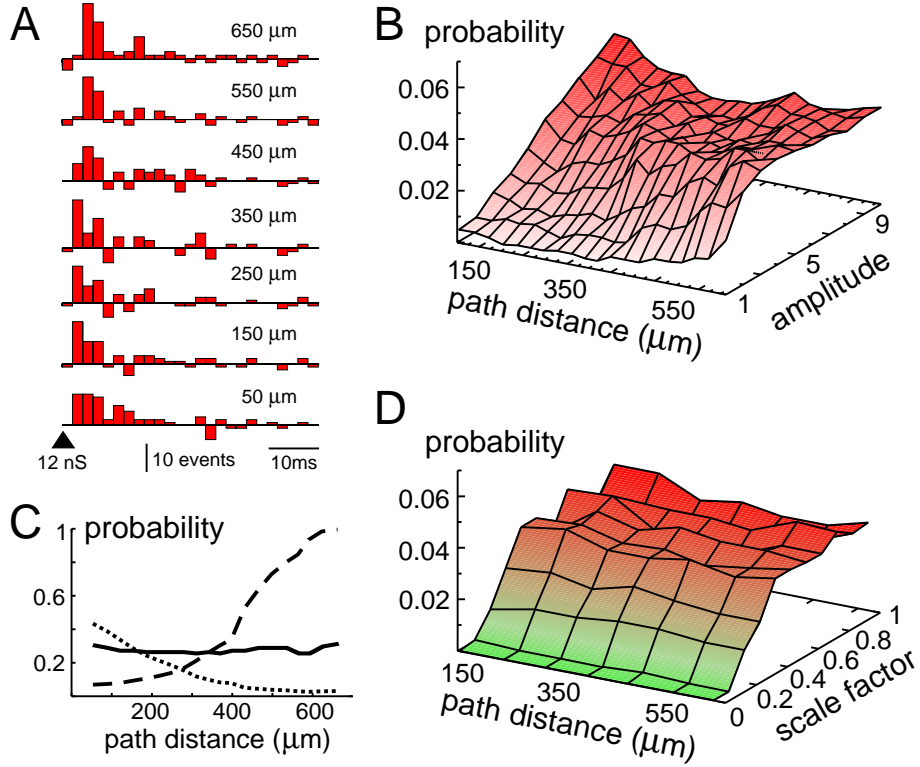 A
650 µm
550 µm
450 µm
350 µm
250 µm
150 µm
50 µm
12 nS
10 events
10ms
B
probability
0.06
0.04
0.02
150
350
550
path distance (µm)
1
5
9
amplitude
C
probability
1
0.6
0.2
200
400
600
path distance (µm)
D
probability
0.06
0.04
0.02
150
350
550
path distance (µm)
0
0.2
0.4
0.6
0.8
1
scale factor